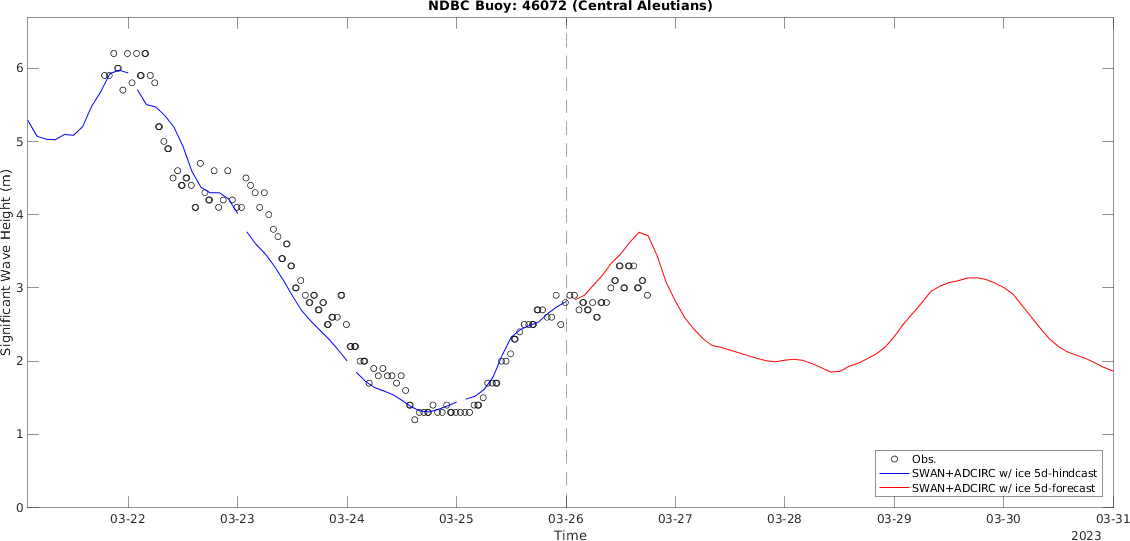 NDBC Buoy: 46072 (Central Aleutians)
Significant Wave Height (m)
6
5
4
3
2
1
0
Obs.
SWAN+ADCIRC w/ ice 5d-hindcast
SWAN+ADCIRC w/ ice 5d-forecast
03-22 03-23 03-24 03-25 03-26 03-27 03-28 03-29 03-30 03-31
Time
2023